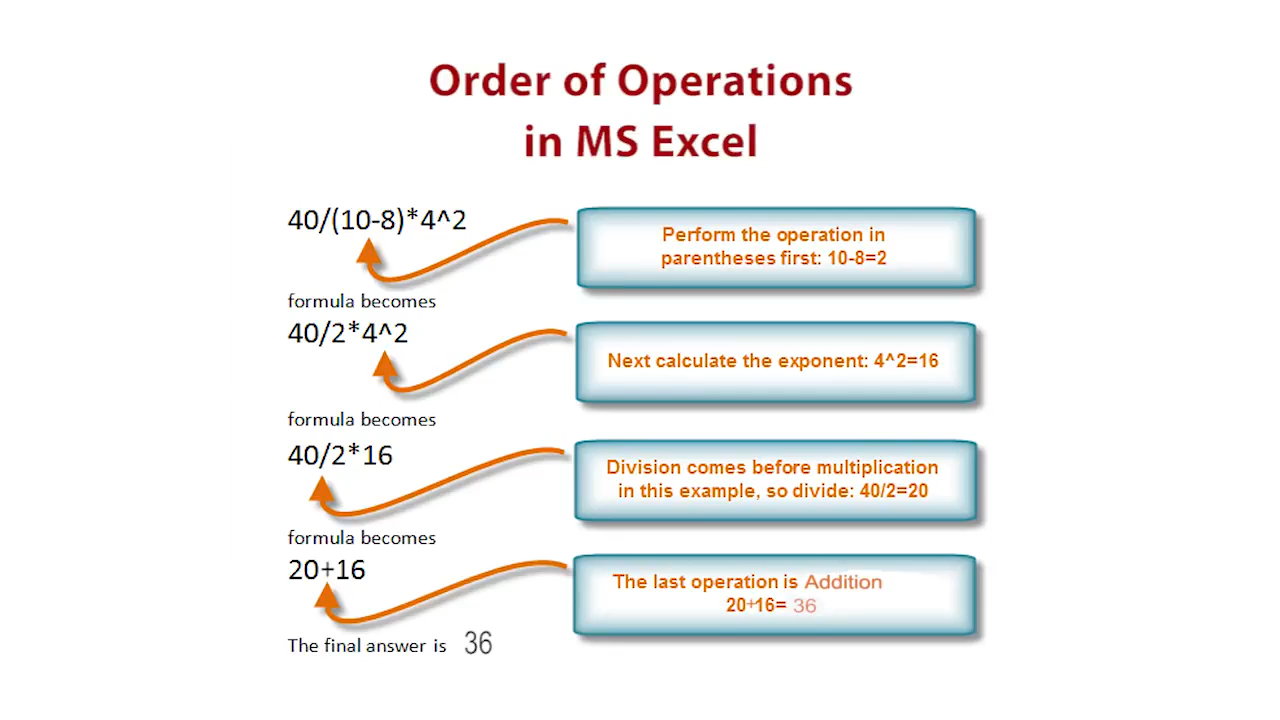 Order of Operations
in MS Excel
40/(10-8)*4^2
Perform the operation in
parentheses first: 10-8=2
formula becomes
40/2*4^2
Next calculate the exponent: 4^2=16
formula becomes
40/2*16
Division comes before multiplication
in this example, so divide: 40/2=20
formula becomes
20+16
The last operation is Addition
20+16= 36
The final answer is 36